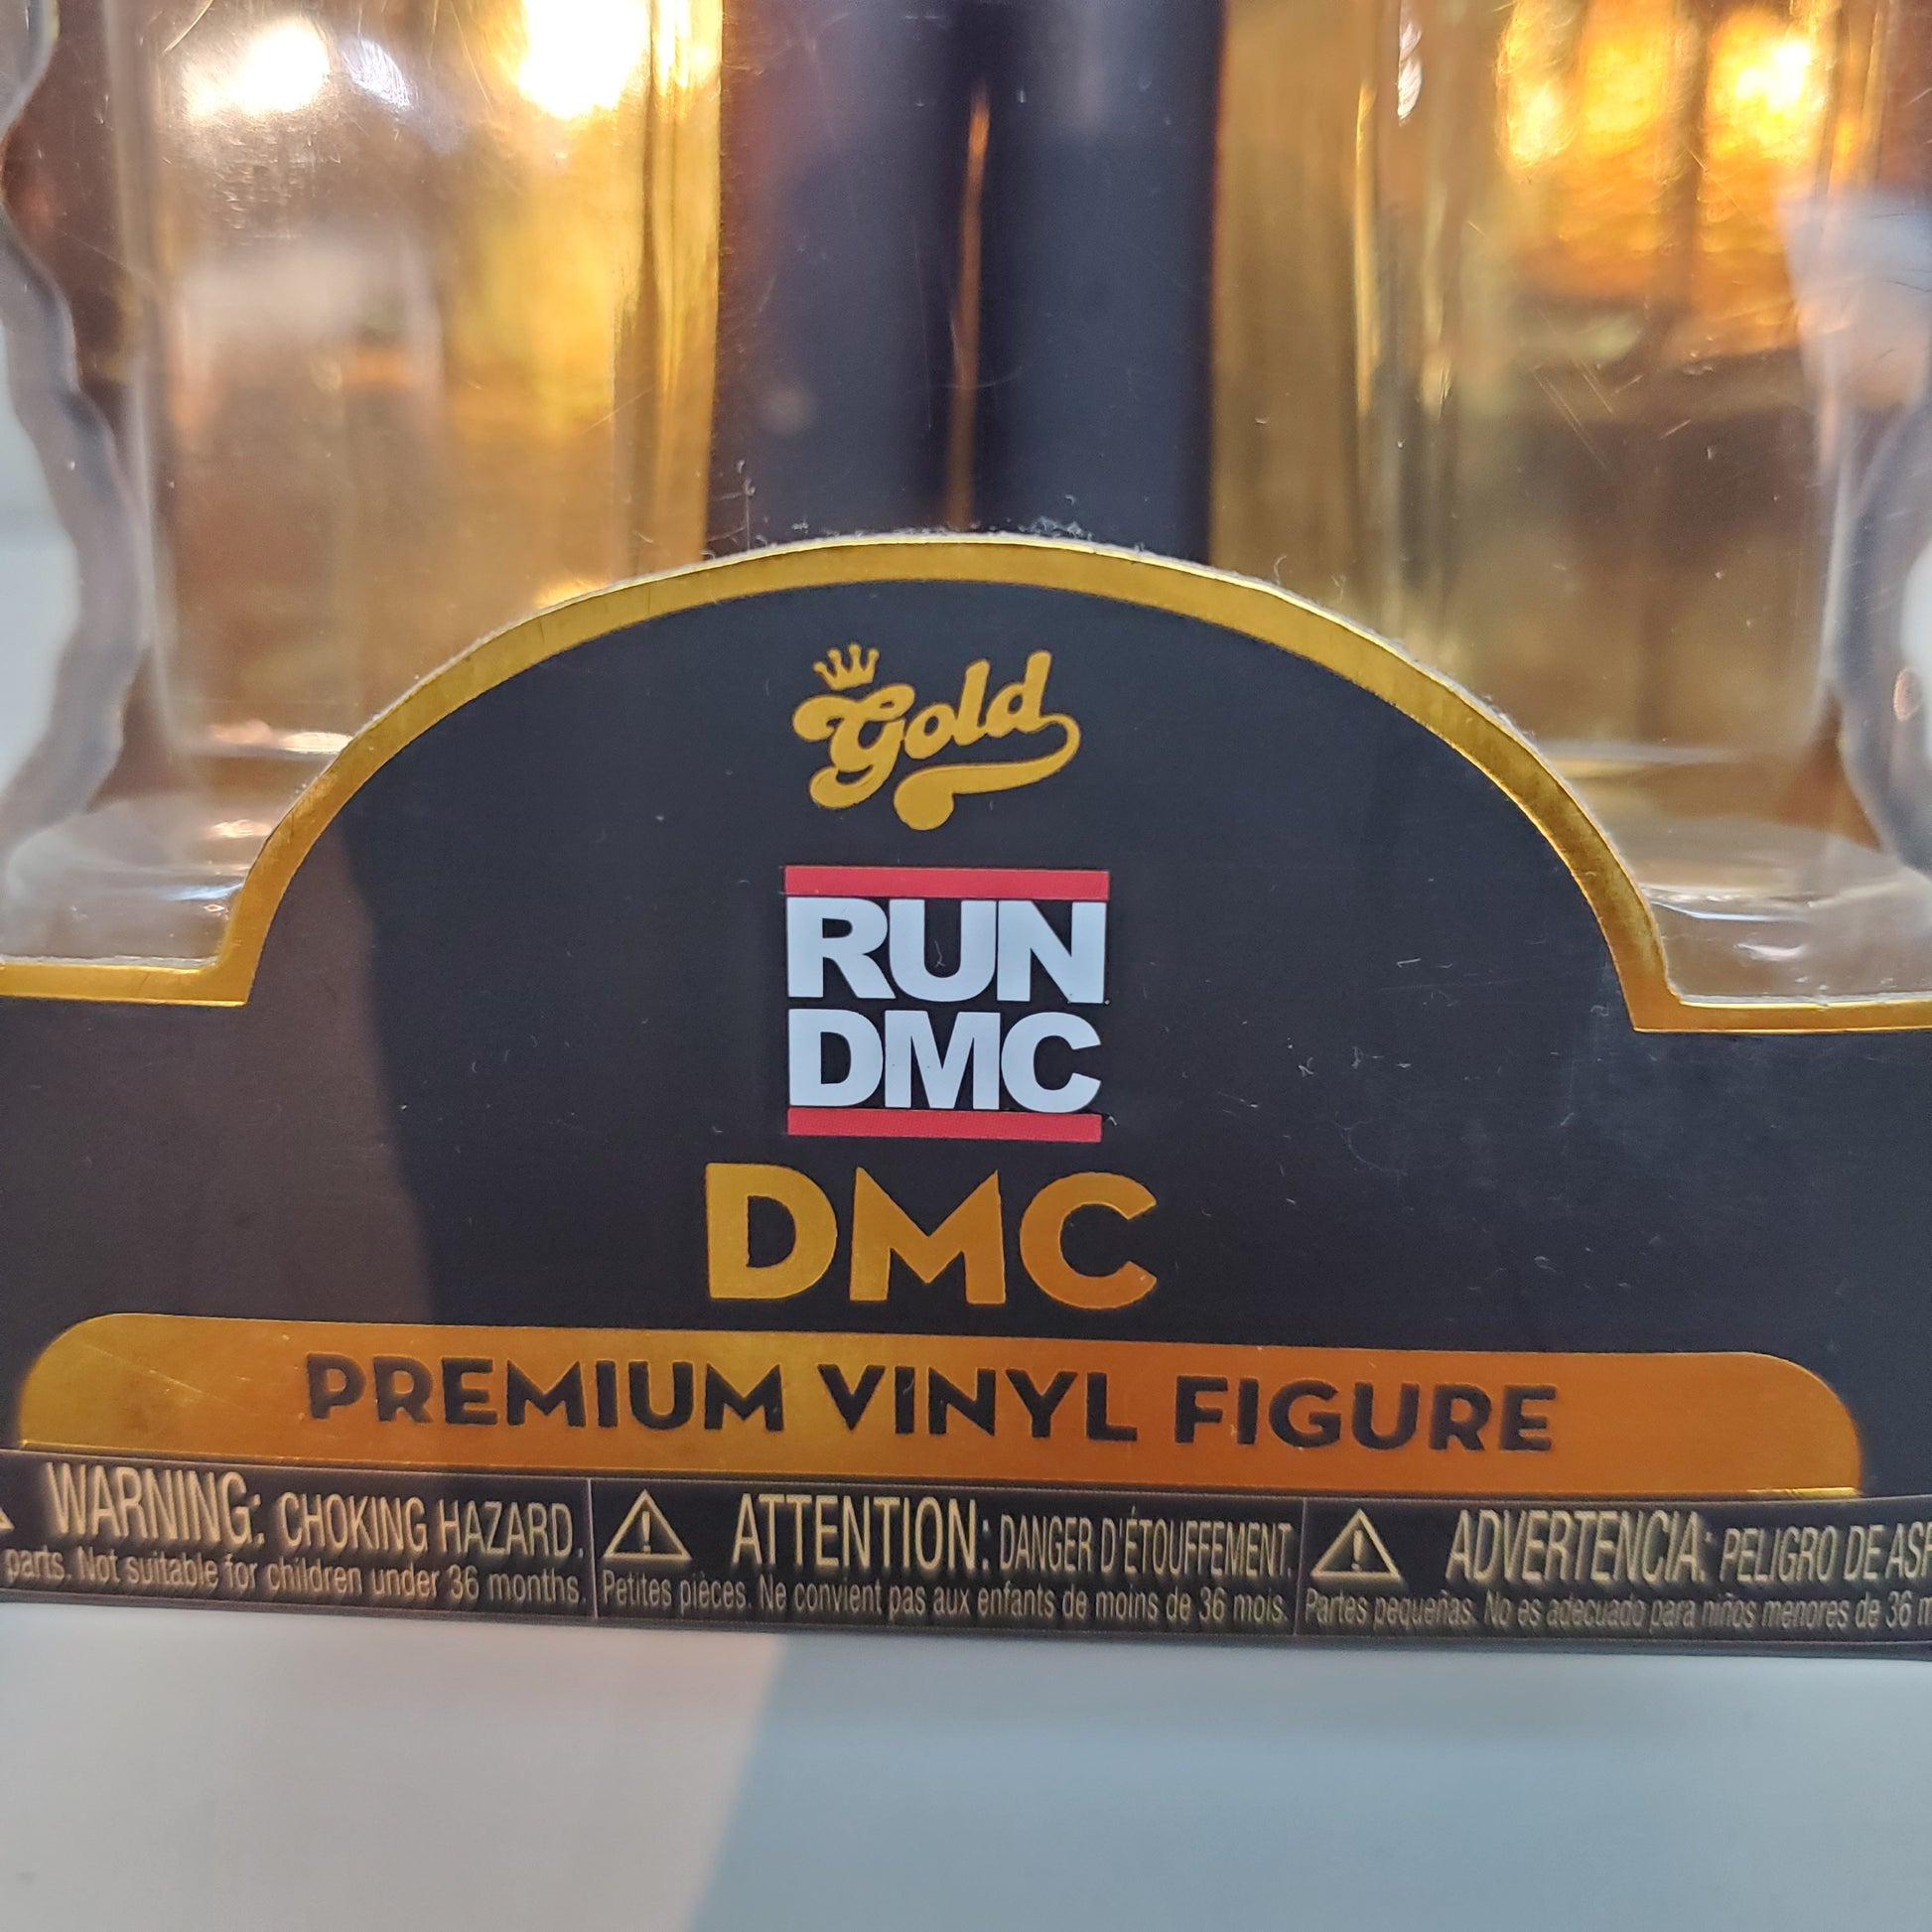 Gold
RUN
DMC
DMC
PREMIUM VINYL FIGURE
WARNING: CHOKING HAZARD.
parts. Not suitable for children under 36 months.
ATTENTION: DANGER D'ÉTOUFFEMENT.
Petites pièces. Ne convient pas aux enfants de moins de 36 mois.
ADVERTENCIA: PELIGRO DE
Partes pequeñas. No es adecuado para niños menores de 36